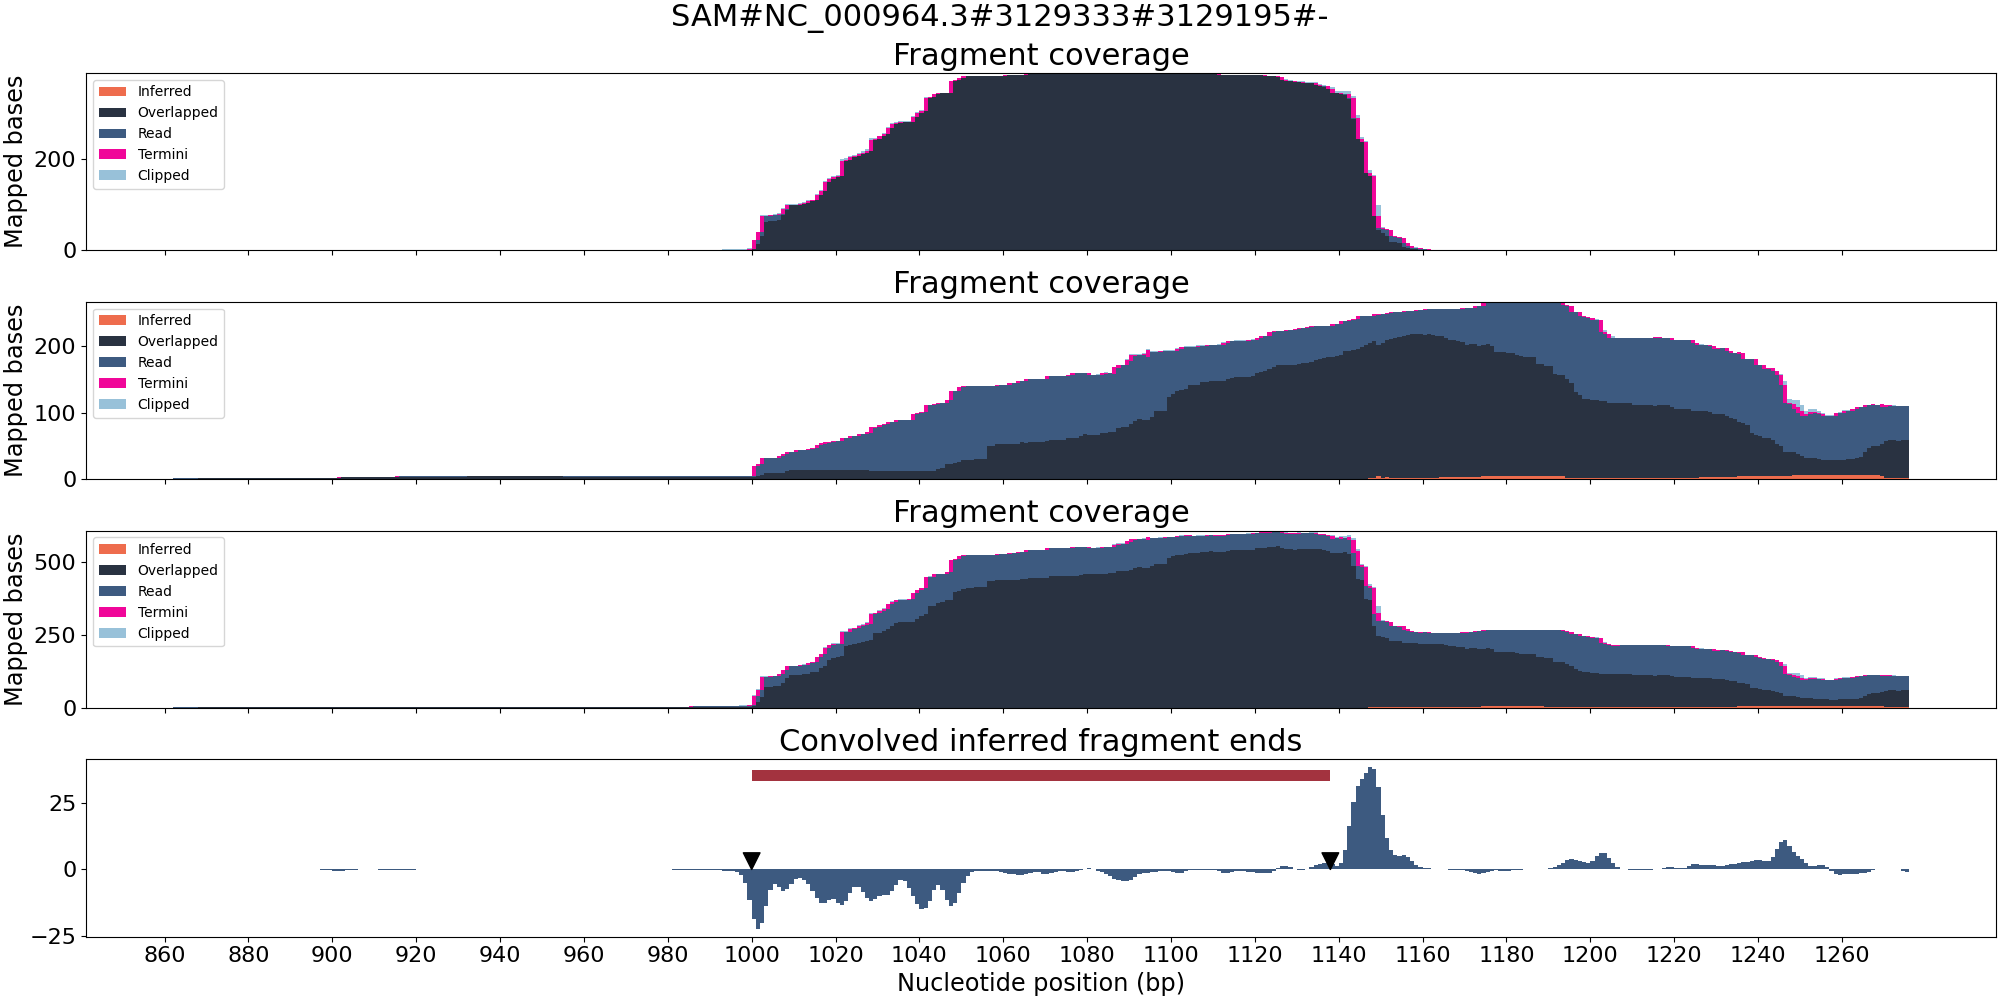 SAM#NC_000964.3#3129333#3129195#-
Fragment coverage
Mapped bases
200
0
Inferred
Overlapped
Read
Termini
Clipped
Fragment coverage
Mapped bases
200
100
0
Inferred
Overlapped
Read
Termini
Clipped
Fragment coverage
Mapped bases
500
250
0
Inferred
Overlapped
Read
Termini
Clipped
Convolved inferred fragment ends
25
0
−25
860 880 900 920 940 960 980 1000 1020 1040 1060 1080 1100 1120 1140 1160 1180 1200 1220 1240 1260
Nucleotide position (bp)